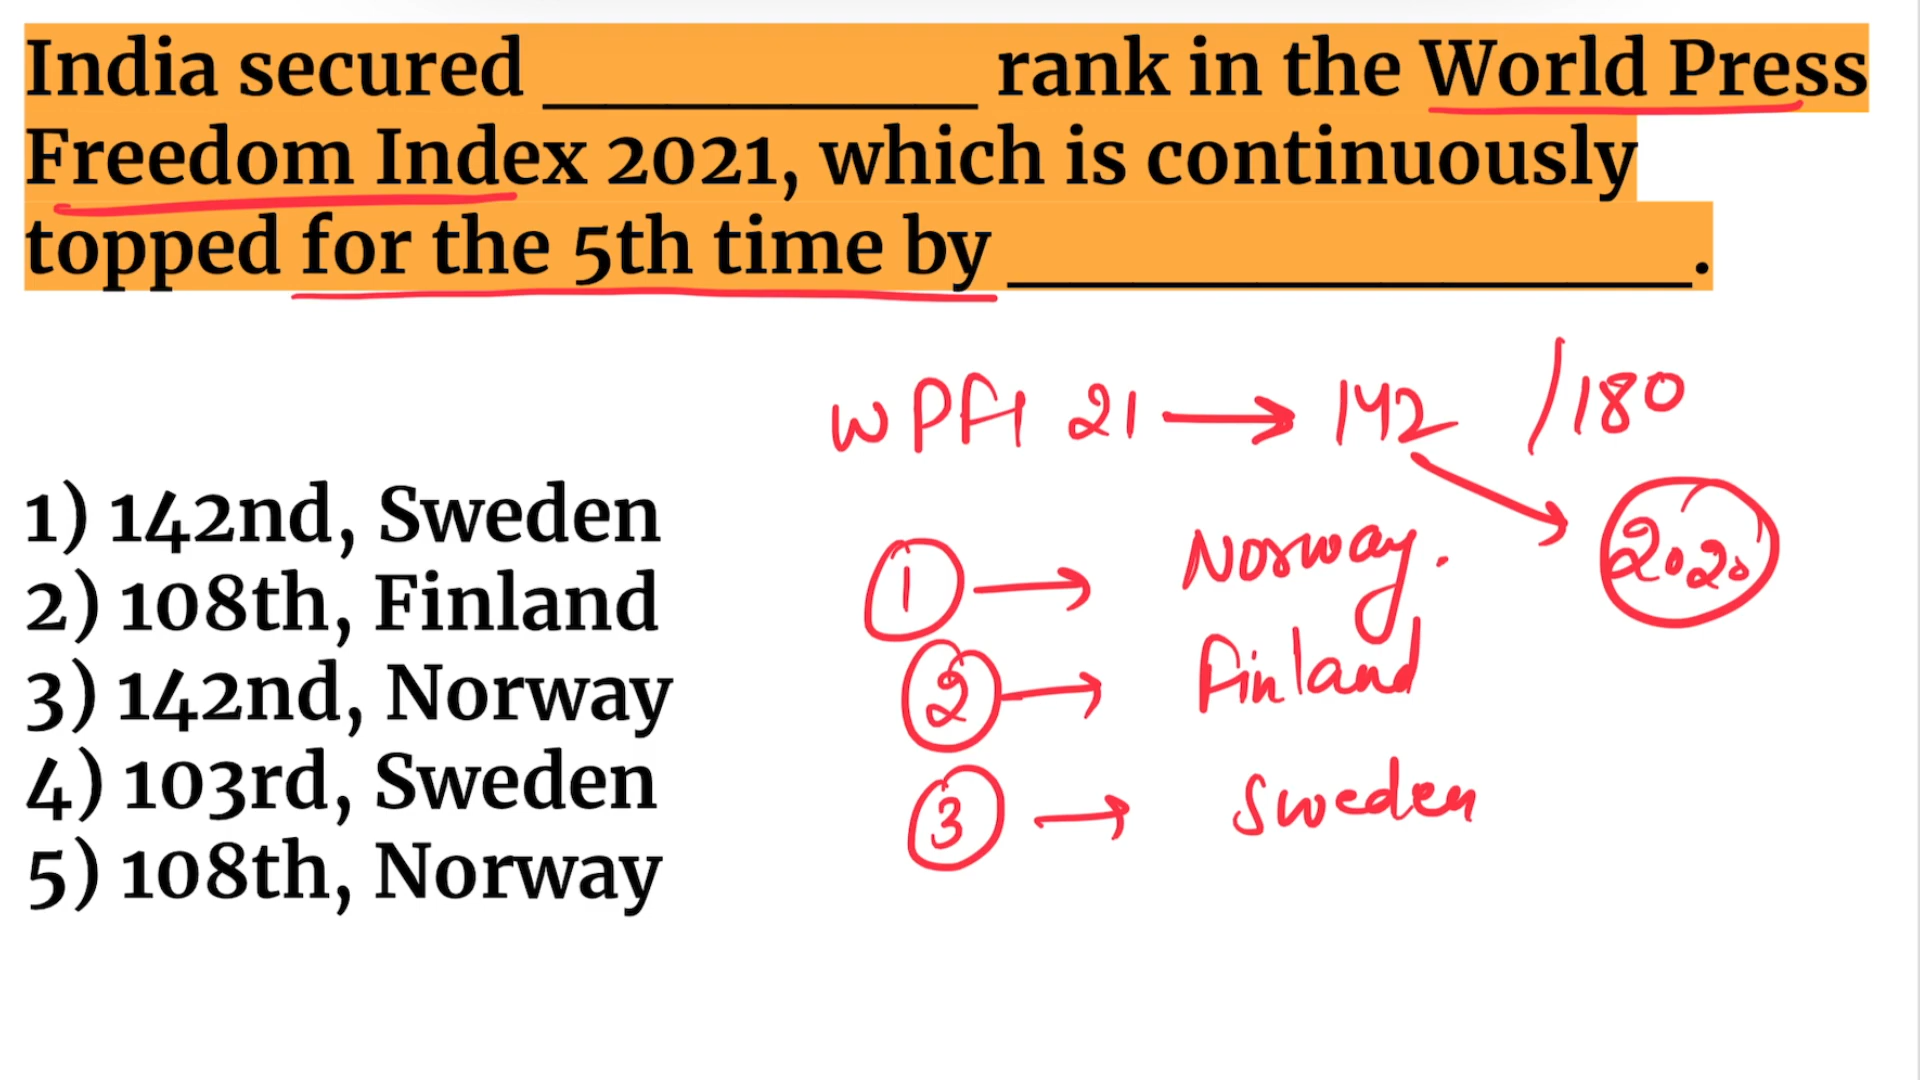 India secured ______________ rank in the World Press
Freedom Index 2021, which is continuously
topped for the 5th time by ______________________.
WPFI 21 → 142 /180
2020
1) 142nd, Sweden
2) 108th, Finland
3) 142nd, Norway
4) 103rd, Sweden
5) 108th, Norway
1 → Norway.
2 → Finland
3 → Sweden